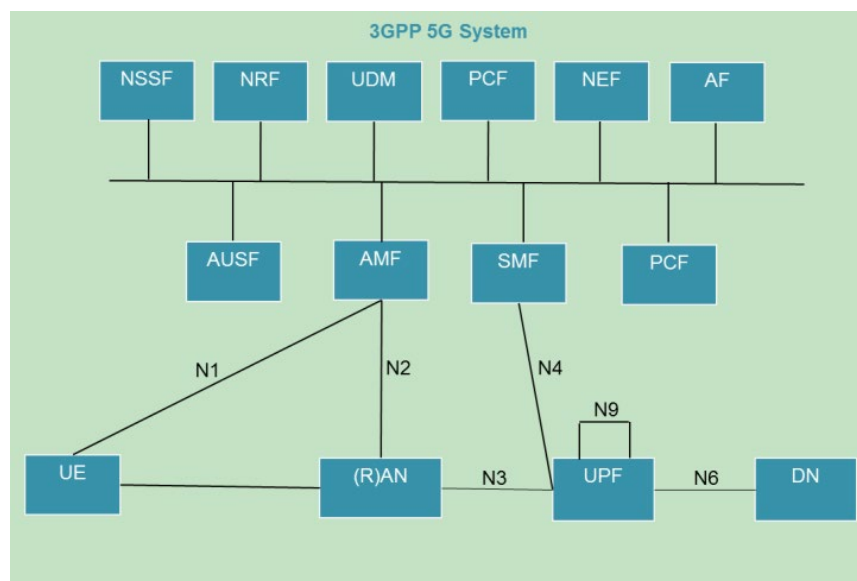 3GPP 5G System
NSSF
NRF
UDM
PCF
NEF
AF
AUSF
AMF
SMF
PCF
N1
N2
N4
N9
UE
(R)AN
N3
UPF
N6
DN